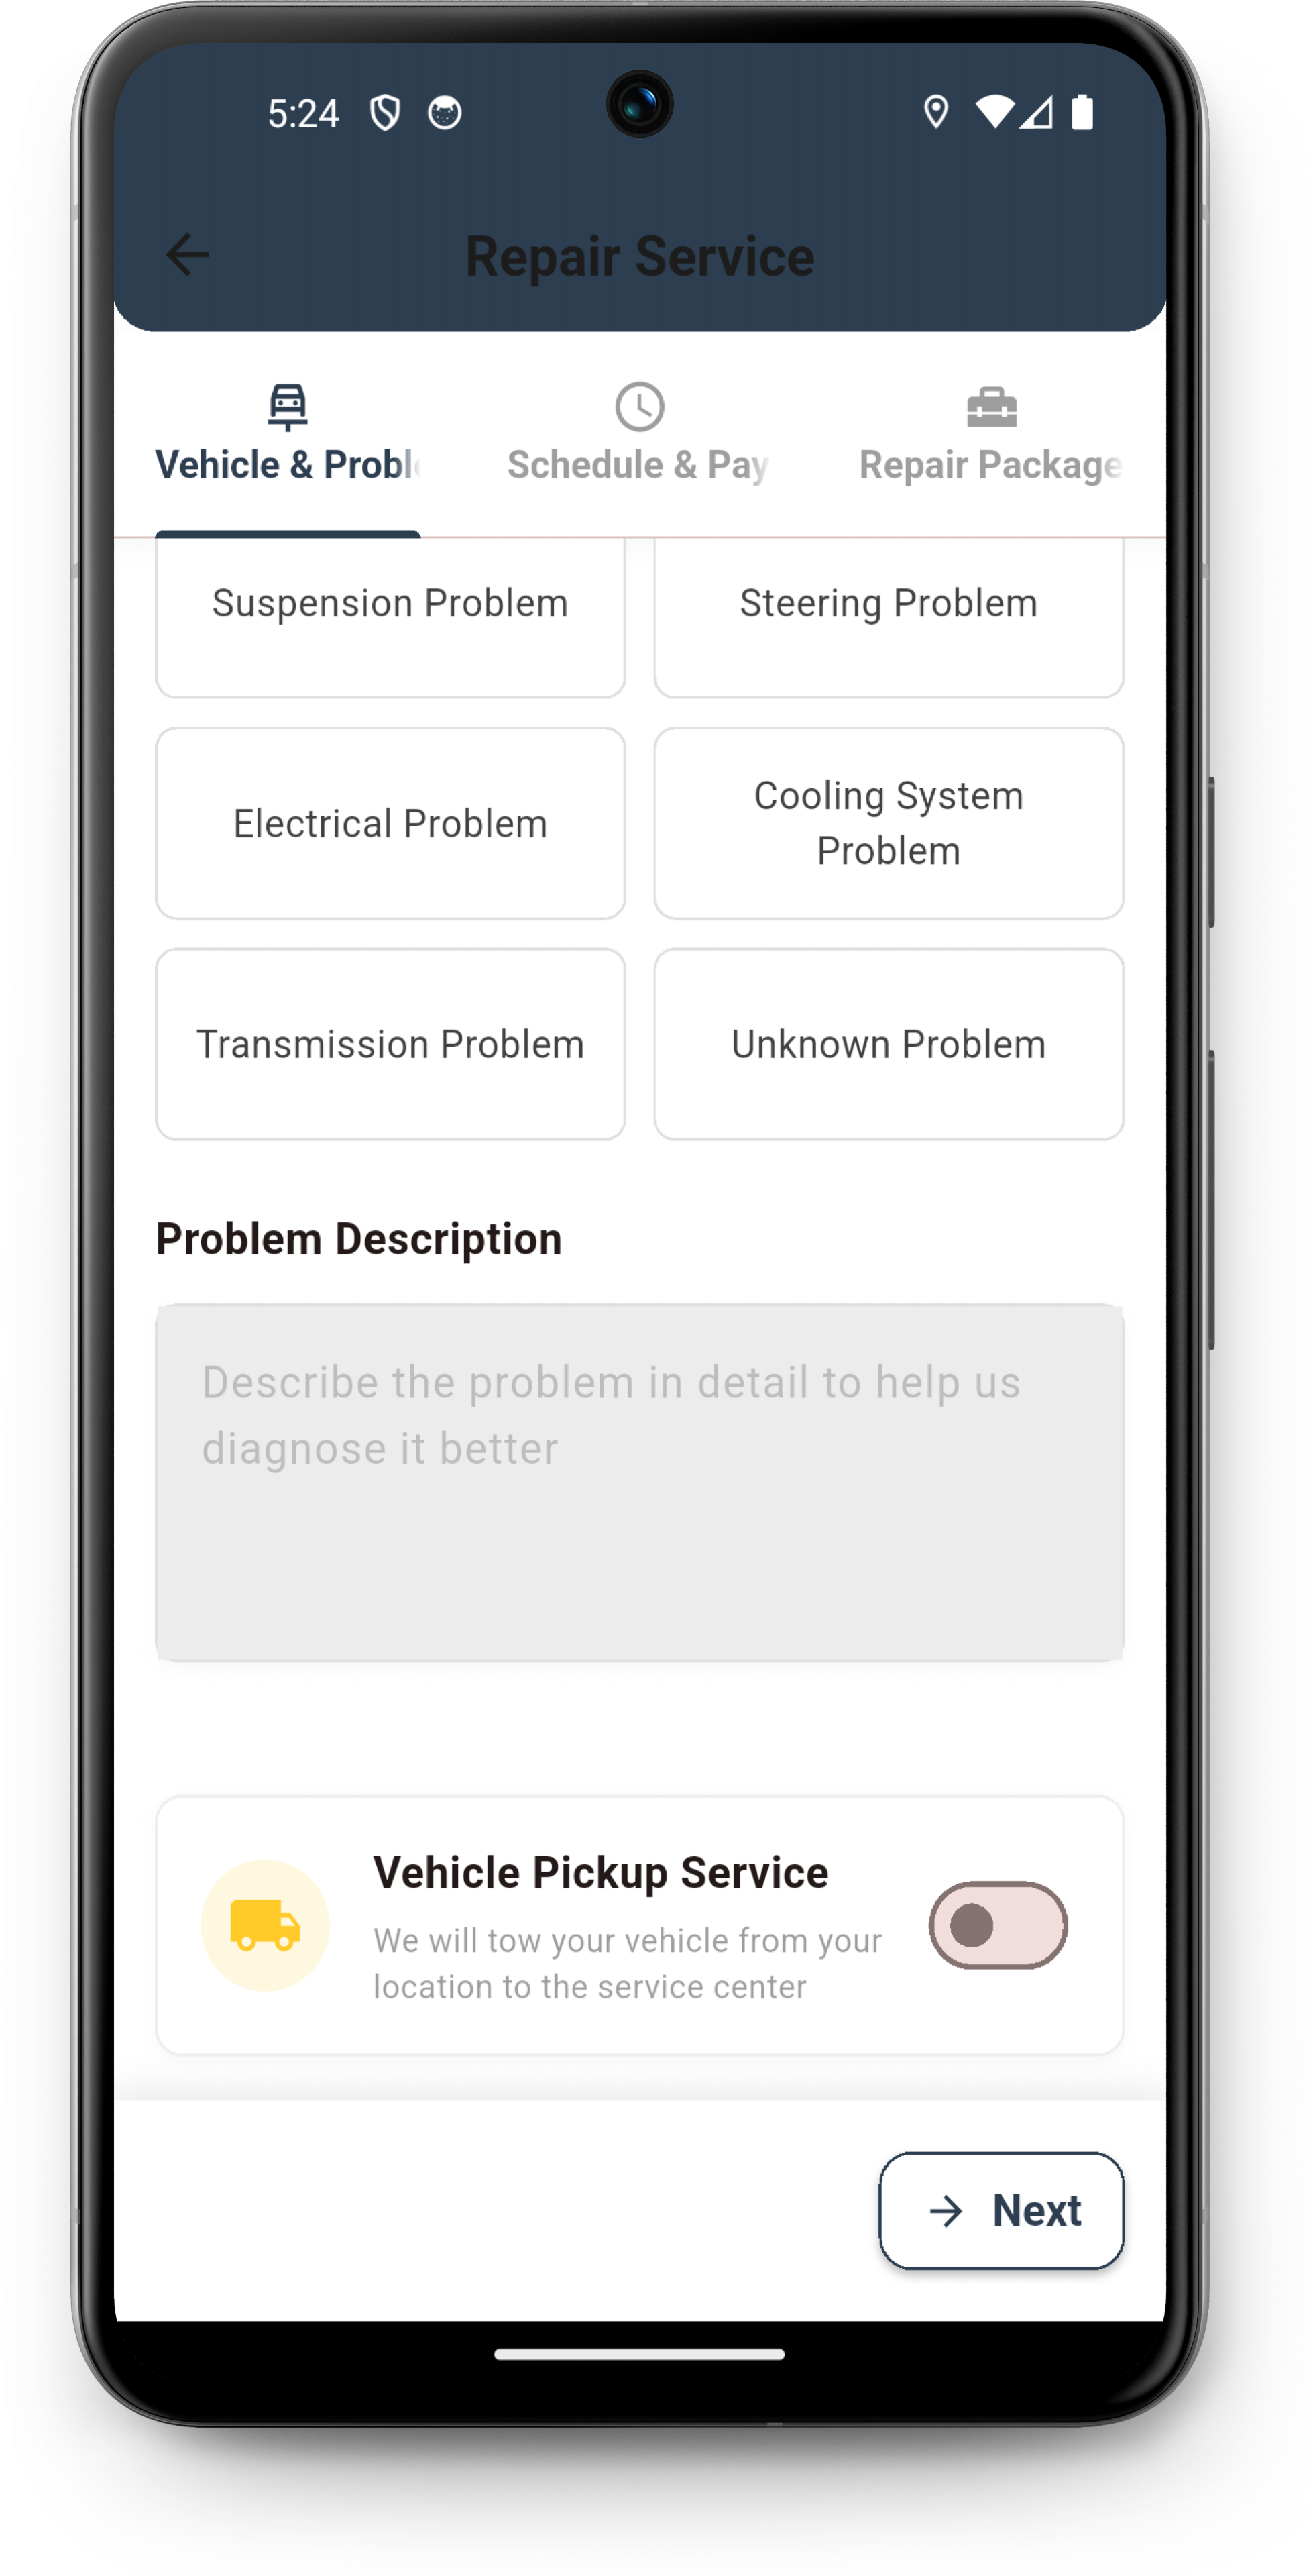 5:24
Repair Service
Vehicle & Probl
Schedule & Pay
Repair Package
Suspension Problem
Steering Problem
Electrical Problem
Cooling System
Problem
Transmission Problem
Unknown Problem
Problem Description
Describe the problem in detail to help us
diagnose it better
Vehicle Pickup Service
We will tow your vehicle from your
location to the service center
Next